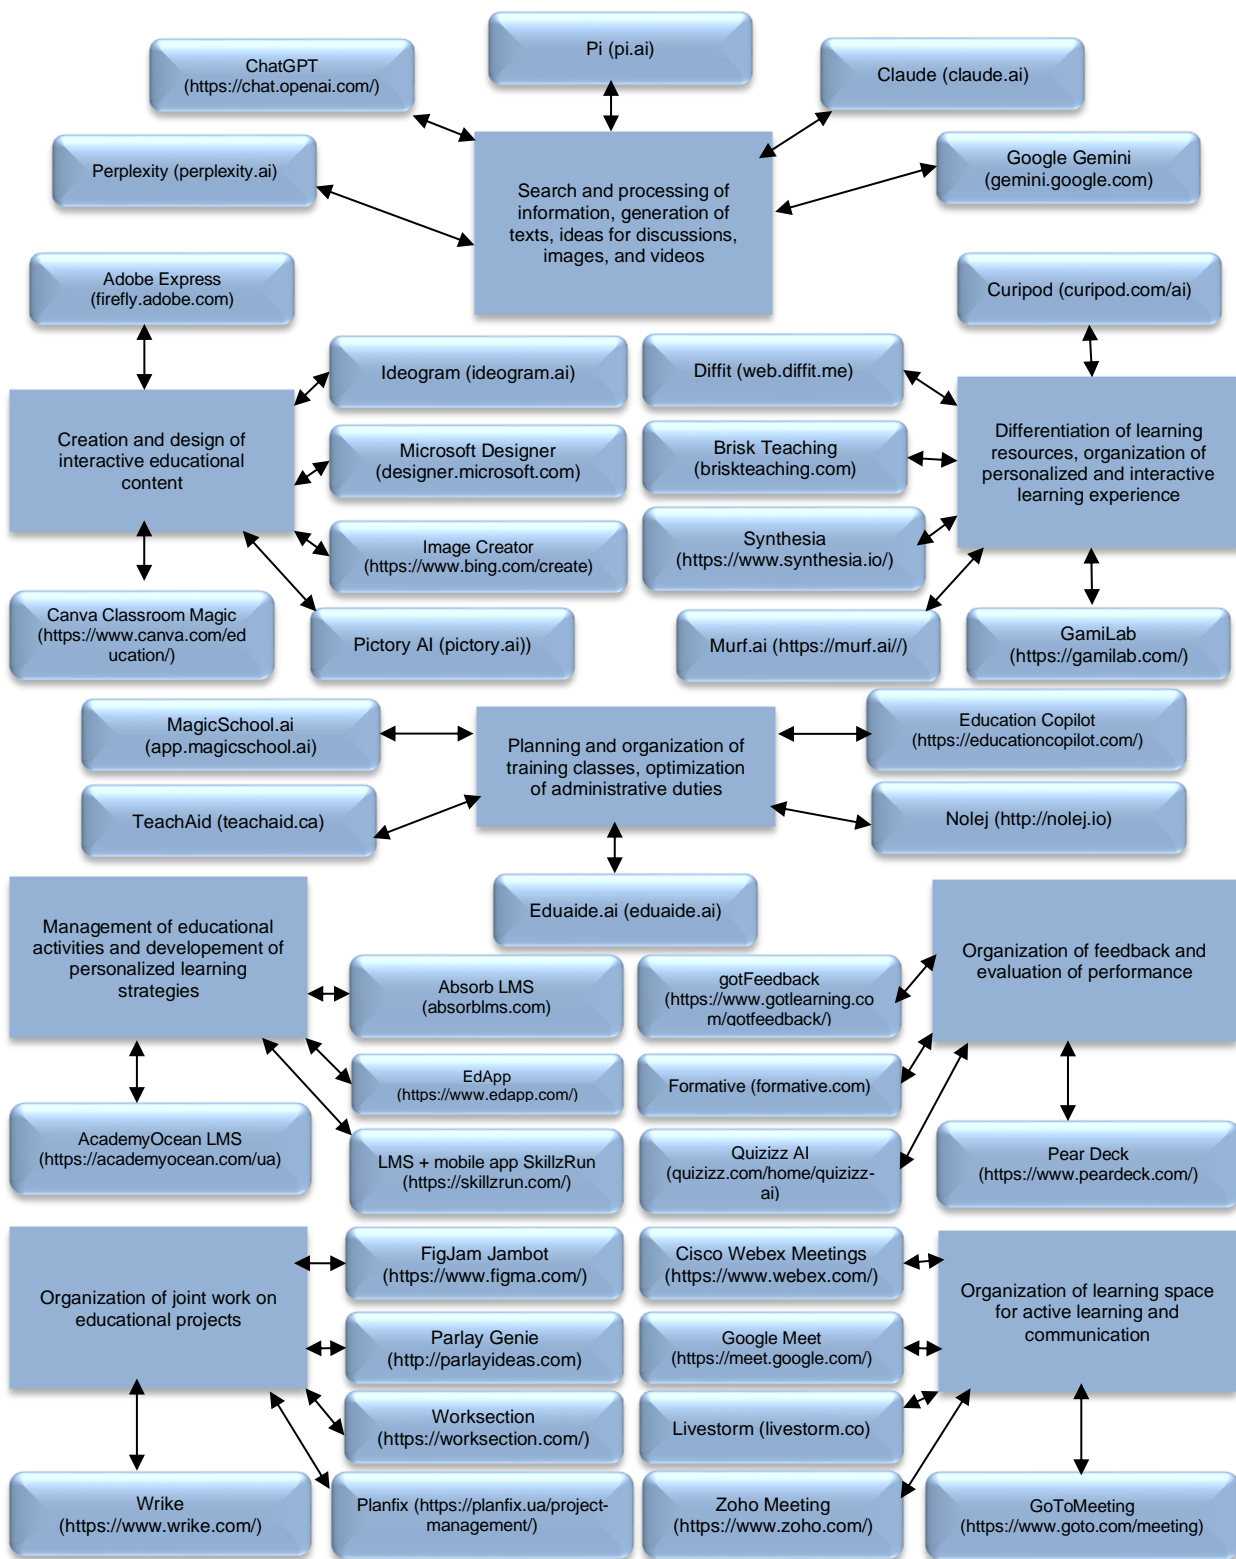 Pi (pi.ai)
ChatGPT
(https://chat.openai.com/)
Claude (claude.ai)
Perplexity (perplexity.ai)
Google Gemini
(gemini.google.com)
Search and processing of
information, generation of
texts, ideas for discussions,
images, and videos
Adobe Express
(firefly.adobe.com)
Curipod (curipod.com/ai)
Ideogram (ideogram.ai)
Diffit (web.diffit.me)
Creation and design of
interactive educational
content
Microsoft Designer
(designer.microsoft.com)
Brisk Teaching
(briskteaching.com)
Differentiation of learning
resources, organization of
personalized and interactive
learning experience
Image Creator
(https://www.bing.com/create)
Synthesia
(https://www.synthesia.io/)
Canva Classroom Magic
(https://www.canva.com/ed
ucation/)
Pictory AI (pictory.ai))
Murf.ai (https://murf.ai//)
GamiLab
(https://gamilab.com/)
MagicSchool.ai
(app.magicschool.ai)
Planning and organization of
training classes, optimization
of administrative duties
Education Copilot
(https://educationcopilot.com/)
TeachAid (teachaid.ca)
Nolej (http://nolej.io)
Eduaide.ai (eduaide.ai)
Management of educational
activities and developement of
personalized learning
strategies
Organization of feedback and
evaluation of performance
Absorb LMS
(absorblms.com)
gotFeedback
(https://www.gotlearning.co
m/gotfeedback/)
EdApp
(https://www.edapp.com/)
Formative (formative.com)
AcademyOcean LMS
(https://academyocean.com/ua)
LMS + mobile app SkillzRun
(https://skillzrun.com/)
Quizizz AI
(quizizz.com/home/quizizz-
ai)
Pear Deck
(https://www.peardeck.com/)
Organization of joint work on
educational projects
FigJam Jambot
(https://www.figma.com/)
Cisco Webex Meetings
(https://www.webex.com/)
Organization of learning space
for active learning and
communication
Parlay Genie
(http://parlayideas.com)
Google Meet
(https://meet.google.com/)
Worksection
(https://worksection.com/)
Livestorm (livestorm.co)
Wrike
(https://www.wrike.com/)
Planfix (https://planfix.ua/project-
management/)
Zoho Meeting
(https://www.zoho.com/)
GoToMeeting
(https://www.goto.com/meeting)